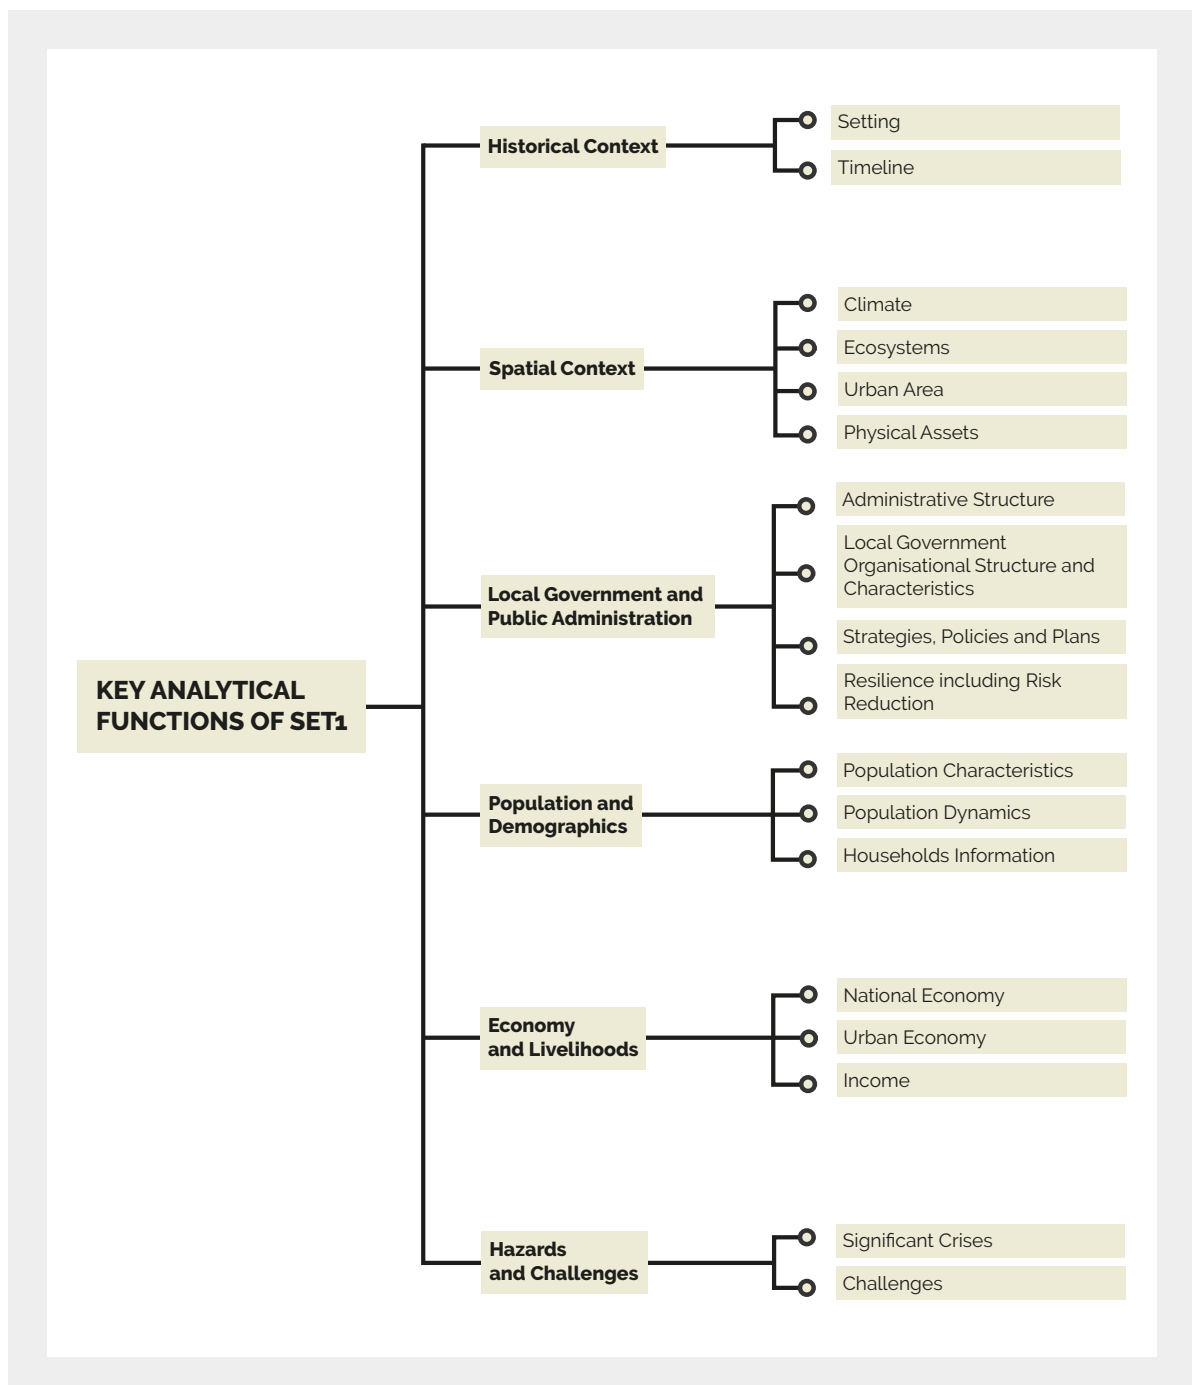 Historical Context
Setting
Timeline
Spatial Context
Climate
Ecosystems
Urban Area
Physical Assets
Local Government and
Public Administration
Administrative Structure
Local Government
Organisational Structure and
Characteristics
Strategies, Policies and Plans
Resilience including Risk
Reduction
KEY ANALYTICAL
FUNCTIONS OF SET1
Population and
Demographics
Population Characteristics
Population Dynamics
Households Information
Economy
and Livelihoods
National Economy
Urban Economy
Income
Hazards
and Challenges
Significant Crises
Challenges